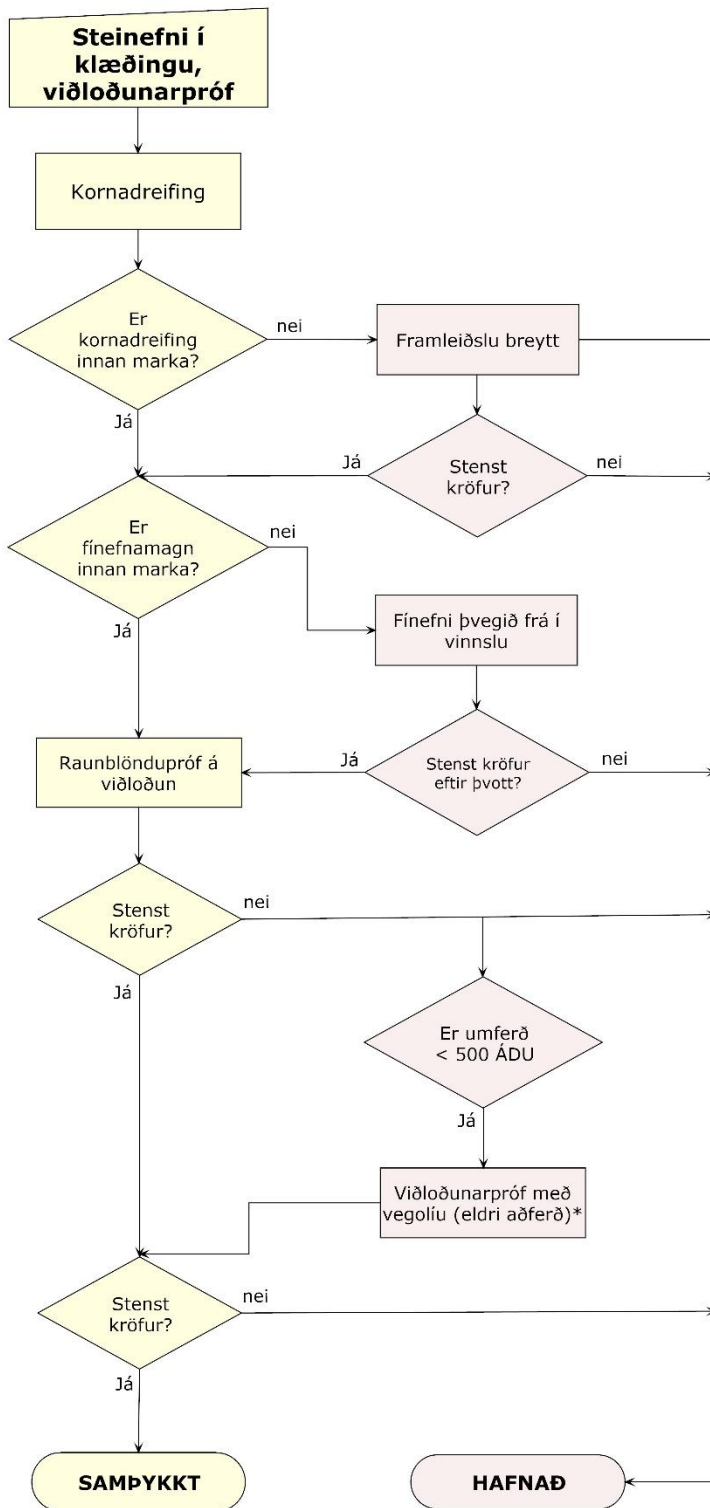 Steinefni í
klæðingu,
viðloðunarpróf
Kornadreifing
Er
kornadreifing
innan marka?
nei
Framleiðslu breytt
Já
Já
Stenst
kröfur?
nei
Er
fínefnamagn
innan marka?
nei
Fínefni þvegið frá í
vinnslu
Já
Raunblöndupróf á
viðloðun
Já
Stenst kröfur
eftir þvott?
nei
Stenst
kröfur?
nei
Já
Er umferð
< 500 ÁDU
Já
Viðloðunarpróf með
vegolíu (eldri aðferð)*
Stenst
kröfur?
nei
Já
SAMÞYKKT
HAFNAÐ